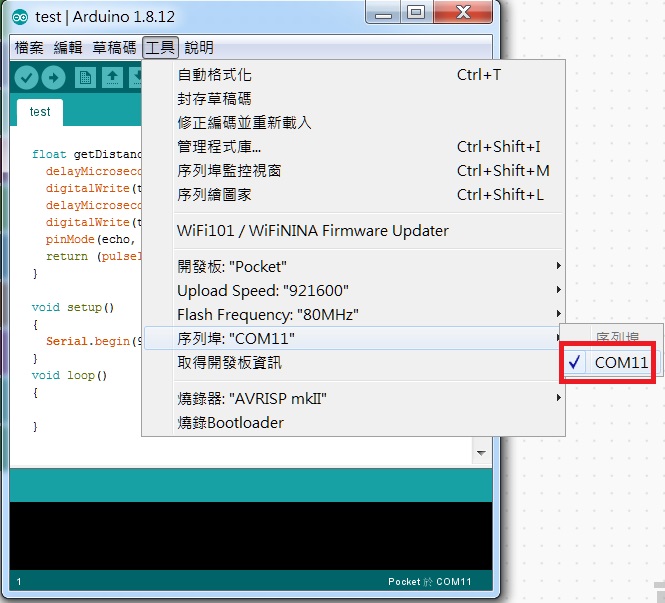 test | Arduino 1.8.12
檔案 編輯 草稿碼 工具 說明
test
自動格式化 Ctrl+T
封存草稿碼
修正編碼並重新載入
管理程式庫... Ctrl+Shift+I
序列埠監控視窗 Ctrl+Shift+M
序列繪圖家 Ctrl+Shift+L
WiFi101 / WiFiNINA Firmware Updater
開發板: "Pocket"
Upload Speed: "921600"
Flash Frequency: "80MHz"
序列埠: "COM11"
取得開發板資訊
燒錄器: "AVRISP mkII"
燒錄Bootloader
序列埠
COM11
float getDistanc
delayMicrosec
digitalWrite(t
delayMicrosec
digitalWrite(t
pinMode(echo,
return (pulseI
}
void setup()
{
Serial.begin(9
}
void loop()
{
}
1
Pocket 於 COM11